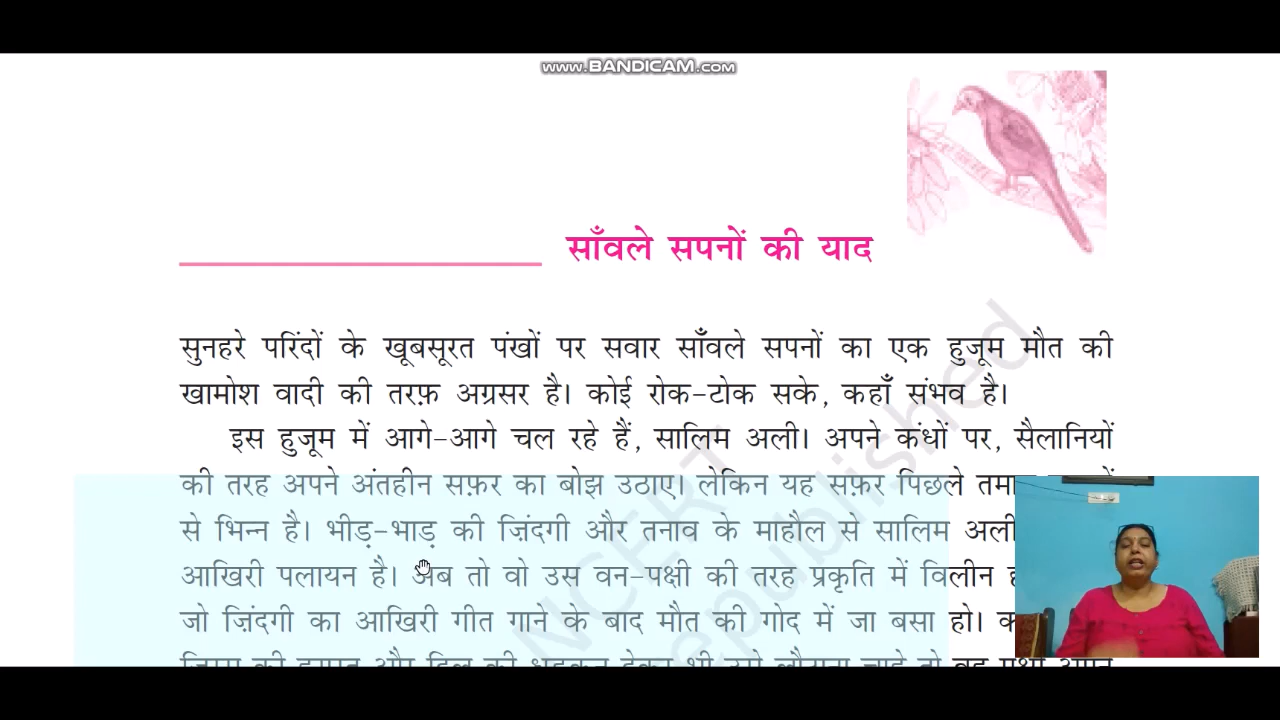 www.BANDICAM.com
साँवले सपनों की याद
सुनहरे परिंदों के खूबसूरत पंखों पर सवार साँवले सपनों का एक हुजूम मौत की
खामोश वादी की तरफ़ अग्रसर है। कोई रोक-टोक सके, कहाँ संभव है।
इस हुजूम में आगे-आगे चल रहे हैं, सालिम अली। अपने कंधों पर, सैलानियों
की तरह अपने अंतहीन सफ़र का बोझ उठाए। लेकिन यह सफ़र पिछले
से भिन्न है। भीड़-भाड़ की ज़िंदगी और तनाव के माहौल से सालिम अली
आखिरी पलायन है। अब तो वो उस वन-पक्षी की तरह प्रकृति में विलीन
जो ज़िंदगी का आखिरी गीत गाने के बाद मौत की गोद में जा बसा हो।
NCERT
republished